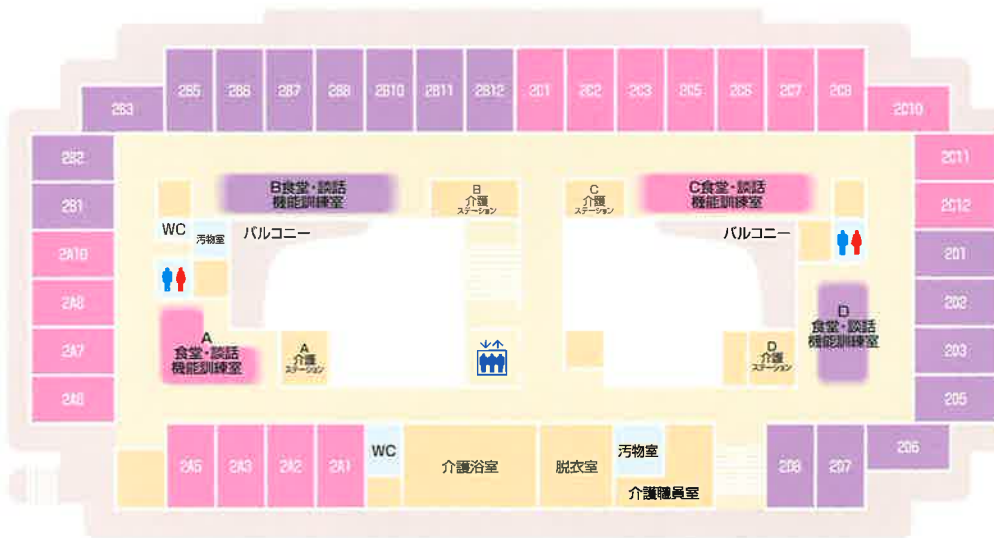 2B5
2B6
2B7
2B8
2B10
2B11
2B12
2C1
2C2
2C3
2C5
2C6
2C7
2C8
2B3
2C10
2B2
2C11
2B1
B食堂・談話
機能訓練室
B
介護
ステーション
C
介護
ステーション
C食堂・談話
機能訓練室
2C12
WC
汚物室
バルコニー
バルコニー
2A10
2D1
2A8
2D2
A
食堂・談話
機能訓練室
D
食堂・談話
機能訓練室
2A7
A
介護
ステーション
D
介護
ステーション
2D3
2A6
2D5
2D6
2A5
2A3
2A2
2A1
WC
介護浴室
脱衣室
汚物室
介護職員室
2D8
2D7